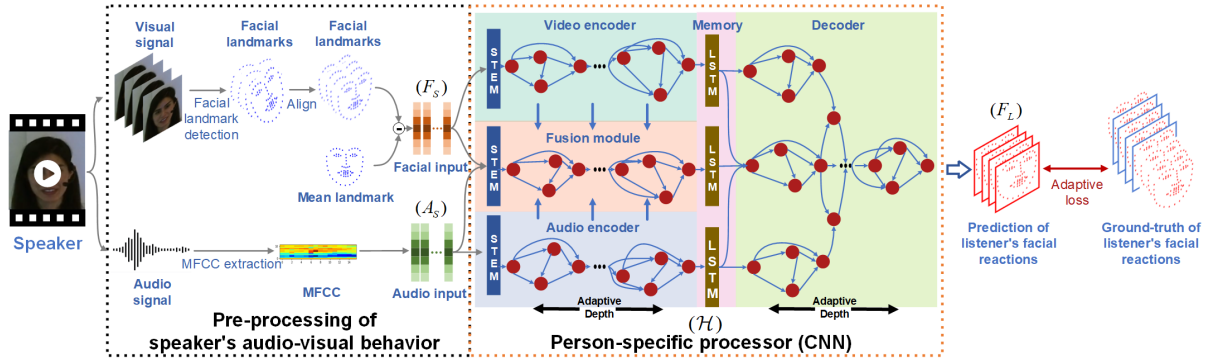 Visual
signal
Facial
landmarks
Facial
landmarks
Facial
landmark
detection
Align
(F_S)
Facial input
Mean landmark
Speaker
(A_S)
MFCC extraction
Audio
signal
MFCC
Audio input
Pre-processing of
speaker's audio-visual behavior
Video encoder
Memory
Decoder
STEM
LSTM
Fusion module
STEM
LSTM
Audio encoder
STEM
LSTM
Adaptive
Depth
Adaptive
Depth
(ℋ)
Person-specific processor (CNN)
(F_L)
Adaptive
loss
Prediction of
listener's facial
reactions
Ground-truth of
listener's facial
reactions